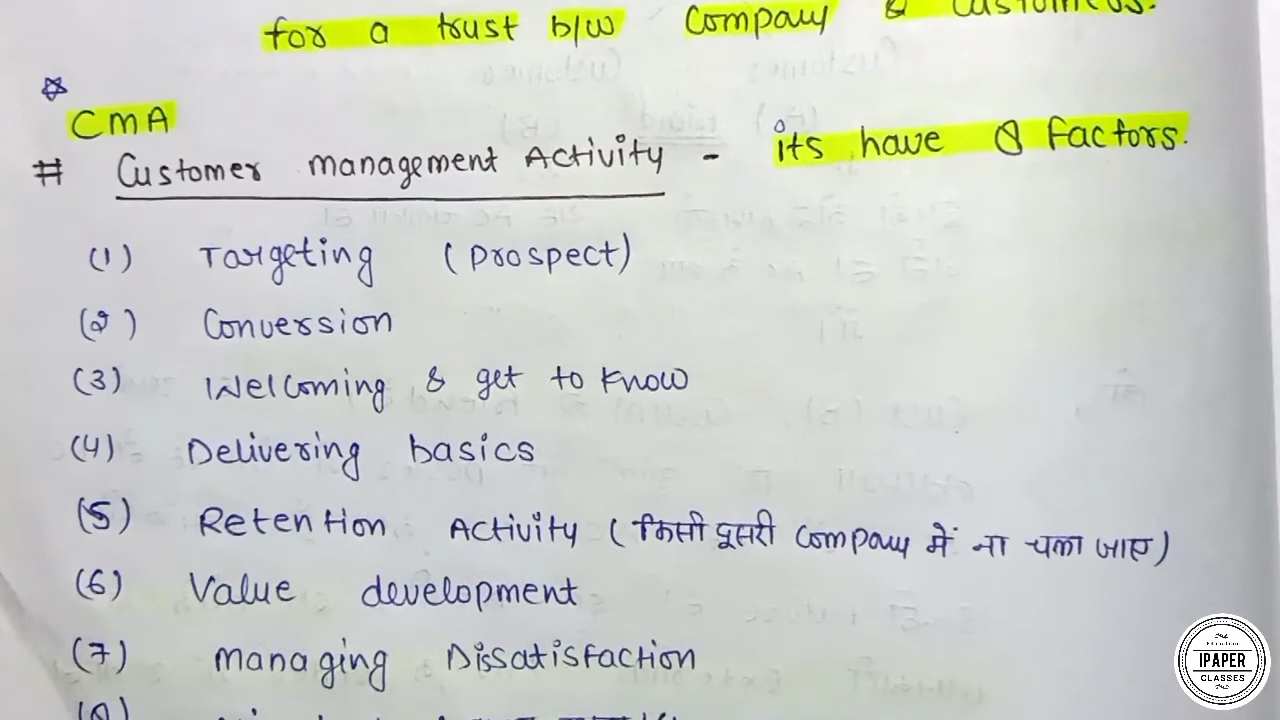 for a trust b/w Company & Customers.
CMA
# Customer management Activity - its have 8 factors.
(1) Targeting (prospect)
(2) Conversion
(3) Welcoming & get to know
(4) Delivering basics
(5) Retention Activity (किसी दूसरी company में ना चला जाए)
(6) Value development
(7) managing Dissatisfaction
IPAPER
CLASSES